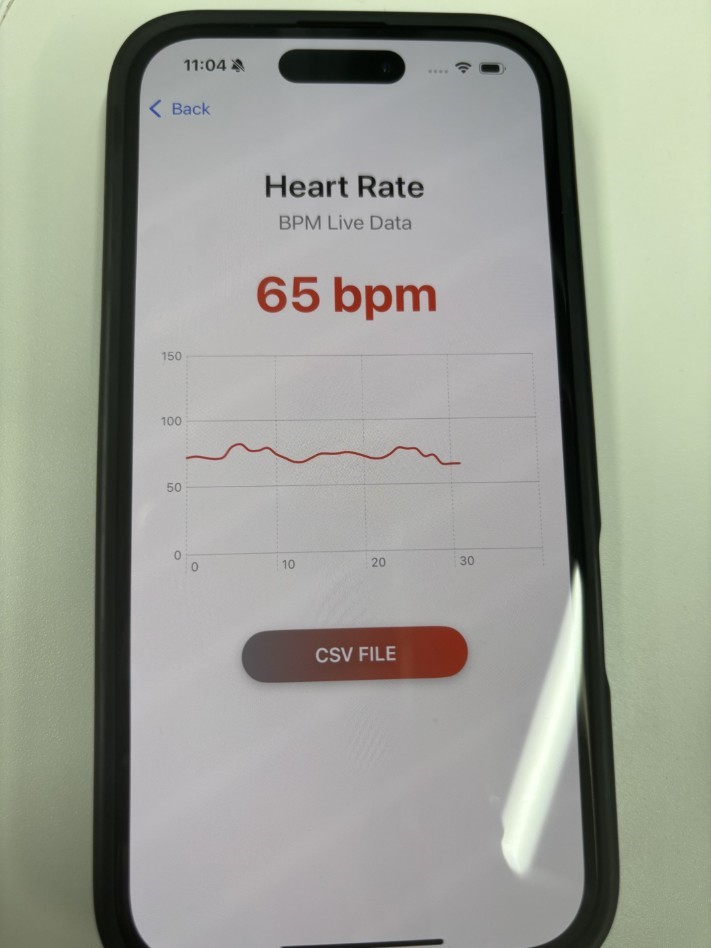 11:04
Back
Heart Rate
BPM Live Data
65 bpm
150
100
50
0
0 10 20 30
CSV FILE